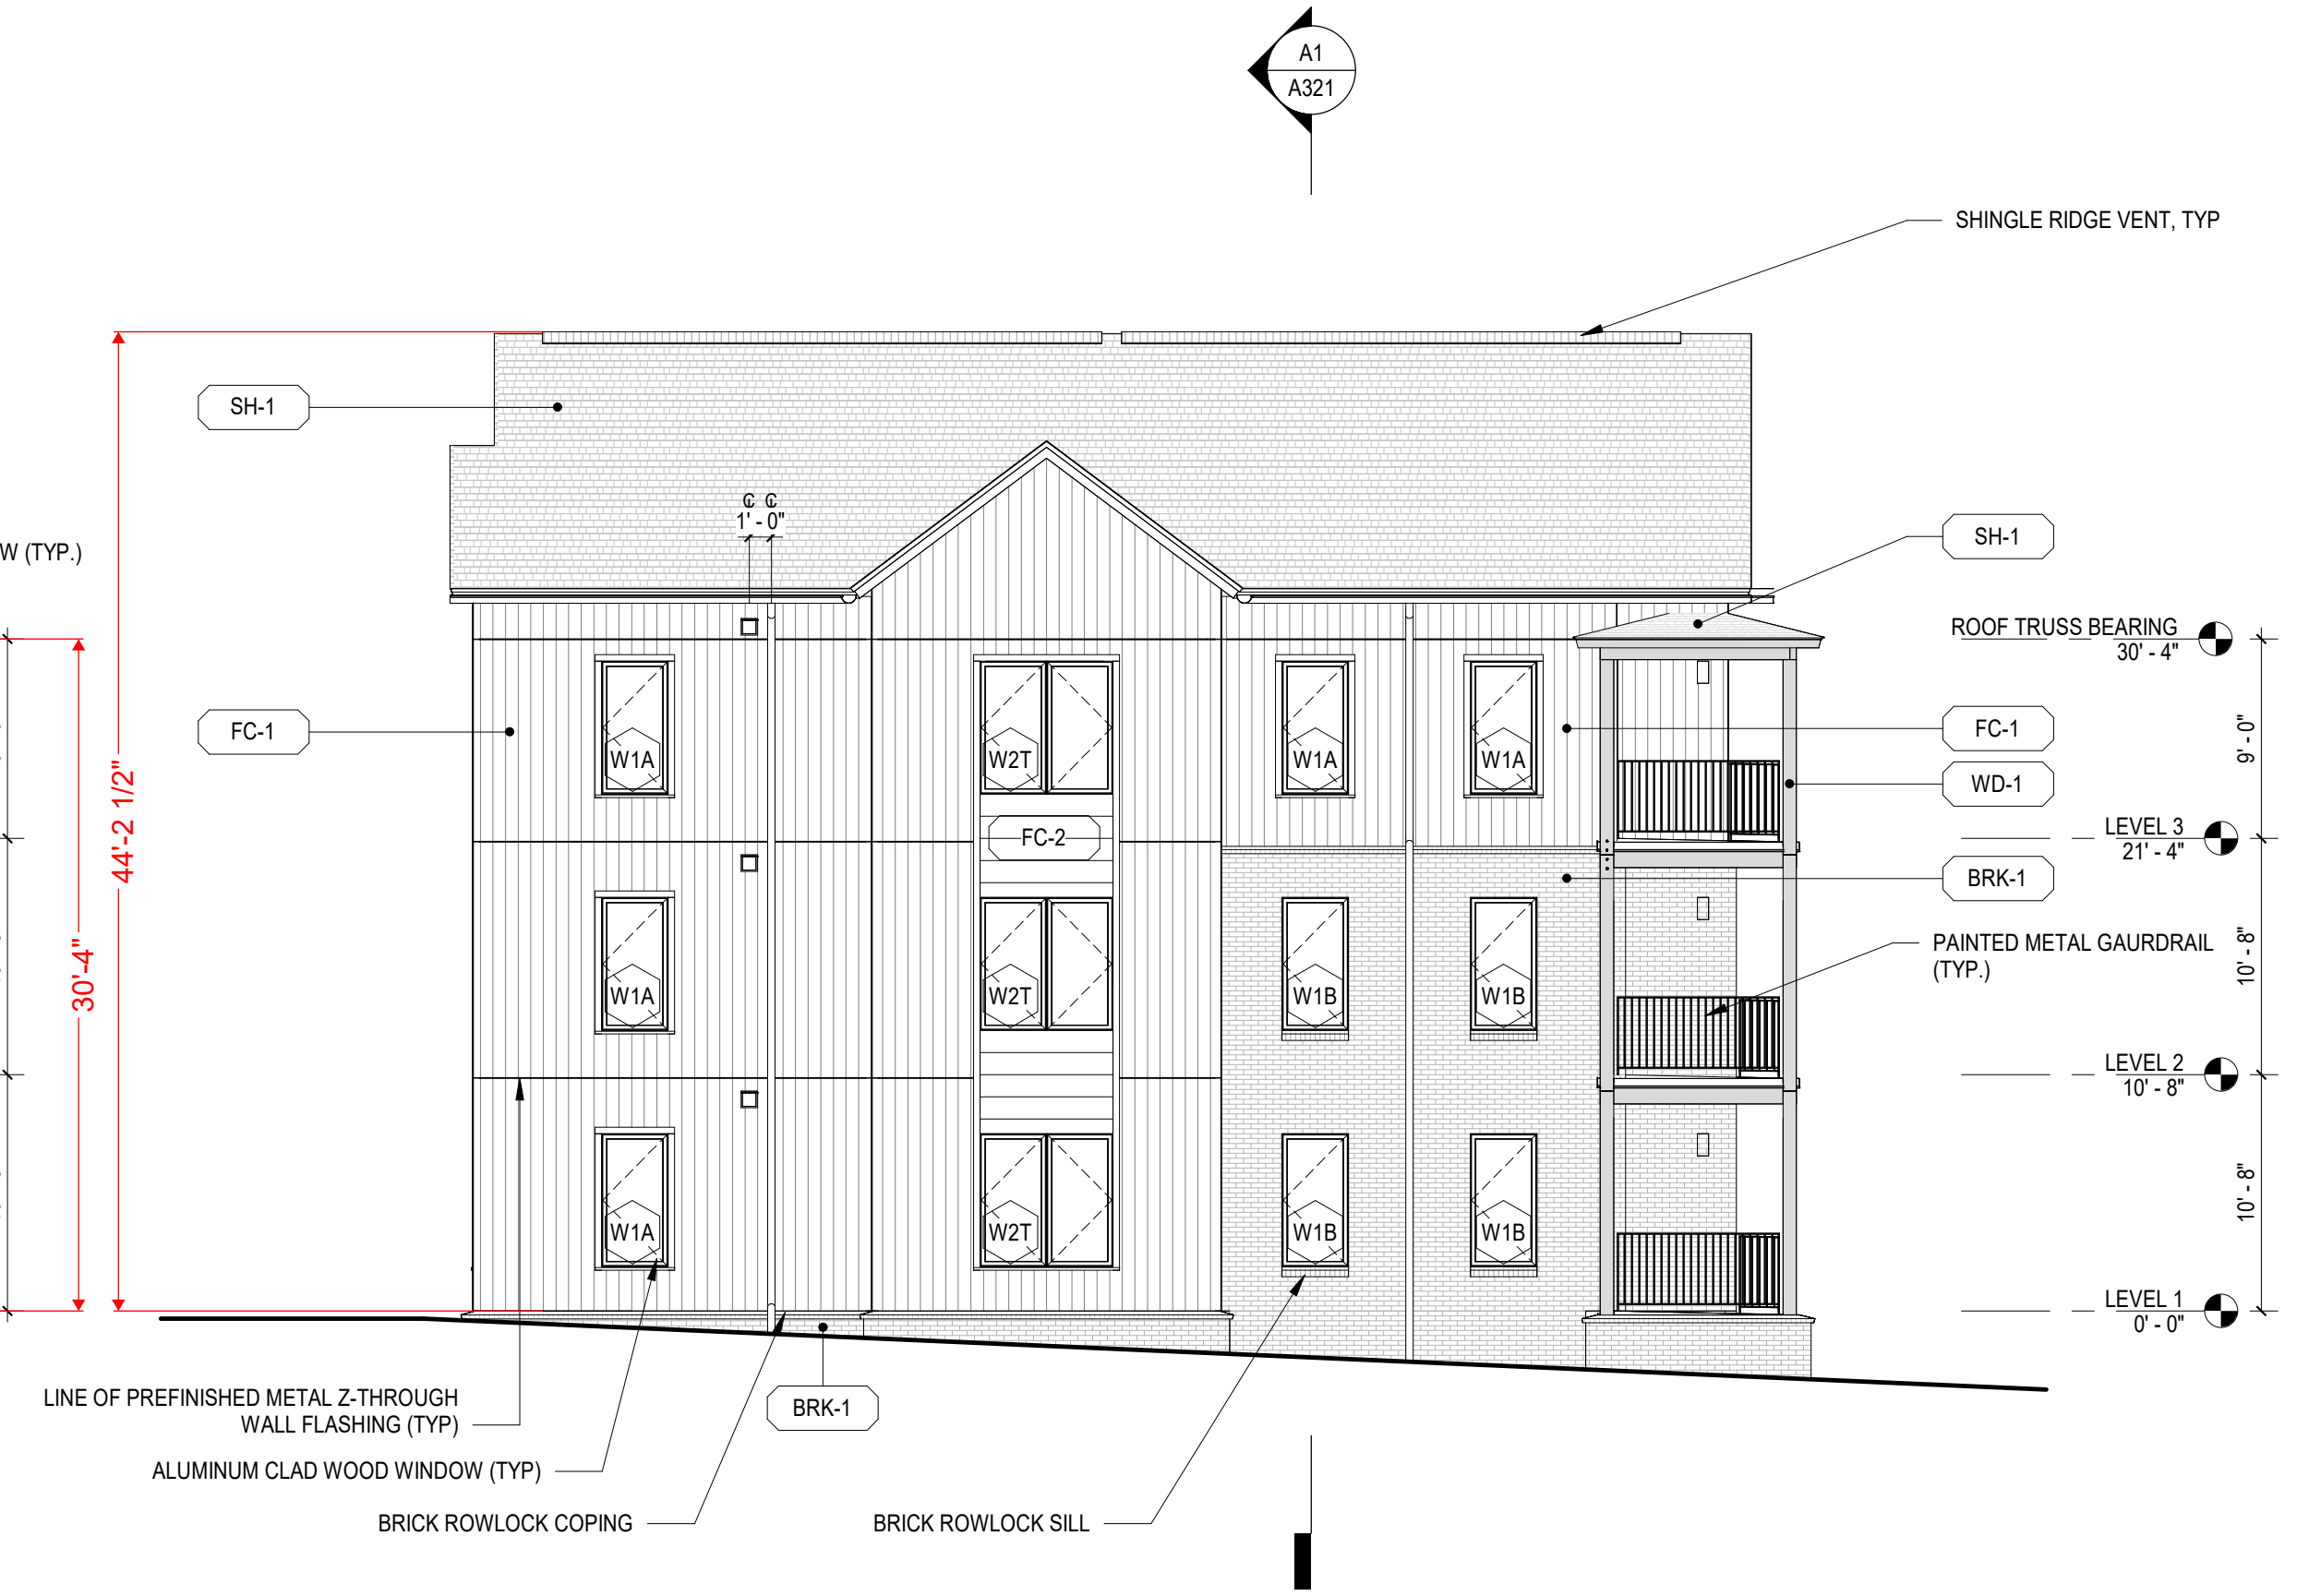 A1
A321
SHINGLE RIDGE VENT, TYP
SH-1
℄ ℄
1' - 0"
W (TYP.)
SH-1
ROOF TRUSS BEARING
30' - 4"
FC-1
W1A
W2T
W1A
W1A
FC-1
9' - 0"
WD-1
44'-2 1/2"
FC-2
LEVEL 3
21' - 4"
BRK-1
30'-4"
W1A
W2T
W1B
W1B
PAINTED METAL GAURDRAIL
(TYP.)
10' - 8"
LEVEL 2
10' - 8"
W1A
W2T
W1B
W1B
10' - 8"
LEVEL 1
0' - 0"
LINE OF PREFINISHED METAL Z-THROUGH
WALL FLASHING (TYP)
BRK-1
ALUMINUM CLAD WOOD WINDOW (TYP)
BRICK ROWLOCK COPING
BRICK ROWLOCK SILL